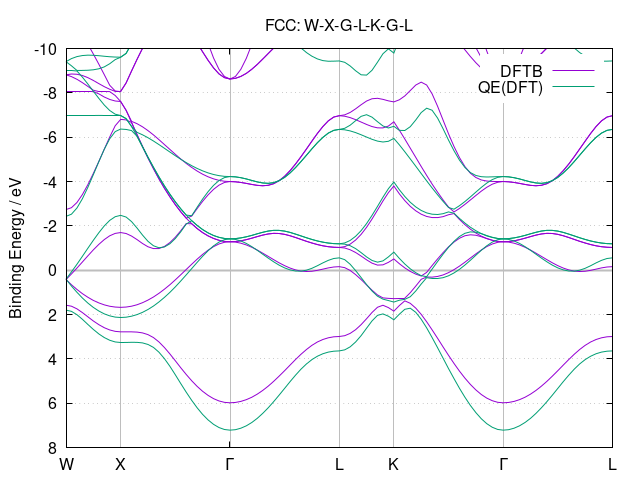 FCC: W-X-G-L-K-G-L
-10
DFTB
QE(DFT)
-8
-6
-4
-2
0
2
4
6
8
Binding Energy / eV
W X Γ L K Γ L